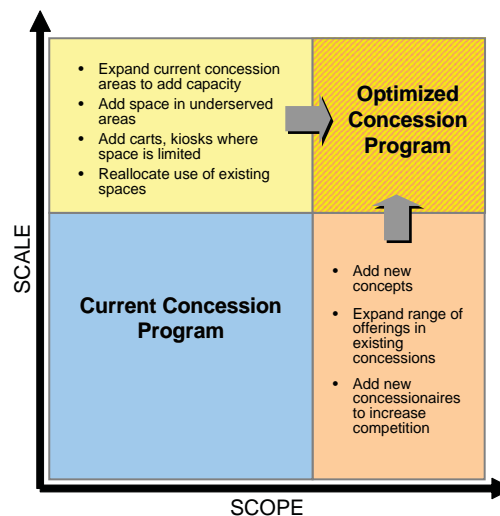 • Expand current concession
areas to add capacity
• Add space in underserved
areas
• Add carts, kiosks where
space is limited
• Reallocate use of existing
spaces
Optimized
Concession
Program
SCALE
Current Concession
Program
• Add new
concepts
• Expand range of
offerings in
existing
concessions
• Add new
concessionaires
to increase
competition
SCOPE